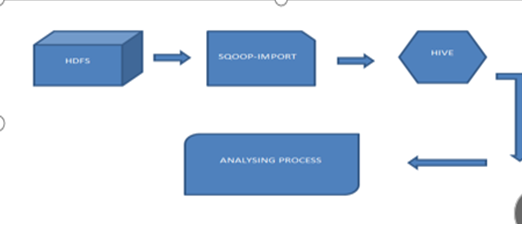 HDFS
SQOOP-IMPORT
HIVE
ANALYSING PROCESS